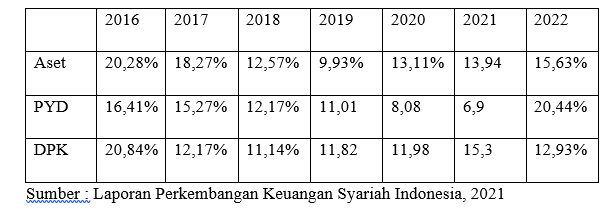 2016 2017 2018 2019 2020 2021 2022
Aset 20,28% 18,27% 12,57% 9,93% 13,11% 13,94 15,63%
PYD 16,41% 15,27% 12,17% 11,01 8,08 6,9 20,44%
DPK 20,84% 12,17% 11,14% 11,82 11,98 15,3 12,93%
Sumber : Laporan Perkembangan Keuangan Syariah Indonesia, 2021